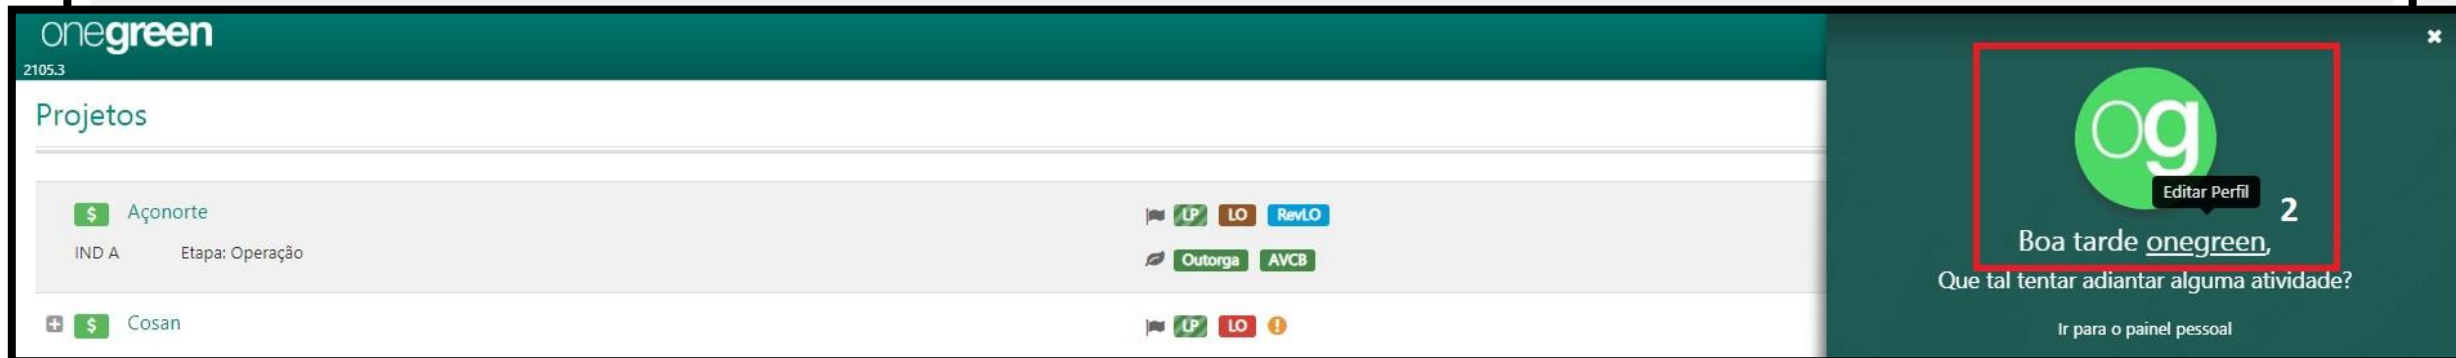 onegreen
2105.3
Projetos
$ Açonorte
LP LO RevLO
IND A Etapa: Operação
Outorga AVCB
$ Cosan
LP LO
og
Editar Perfil
2
Boa tarde onegreen,
Que tal tentar adiantar alguma atividade?
Ir para o painel pessoal